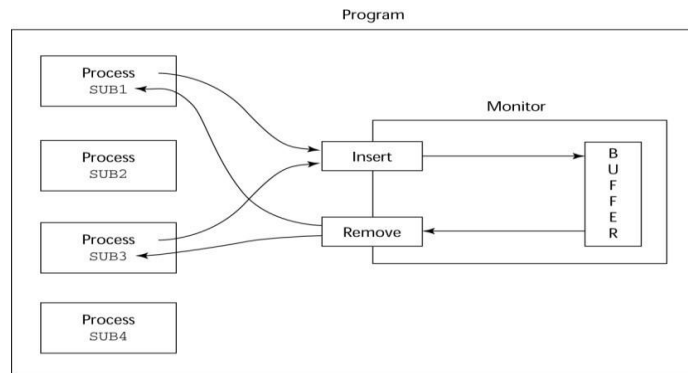 Program
Process
SUB1
Monitor
Insert
Process
SUB2
B
U
F
F
E
R
Remove
Process
SUB3
Process
SUB4